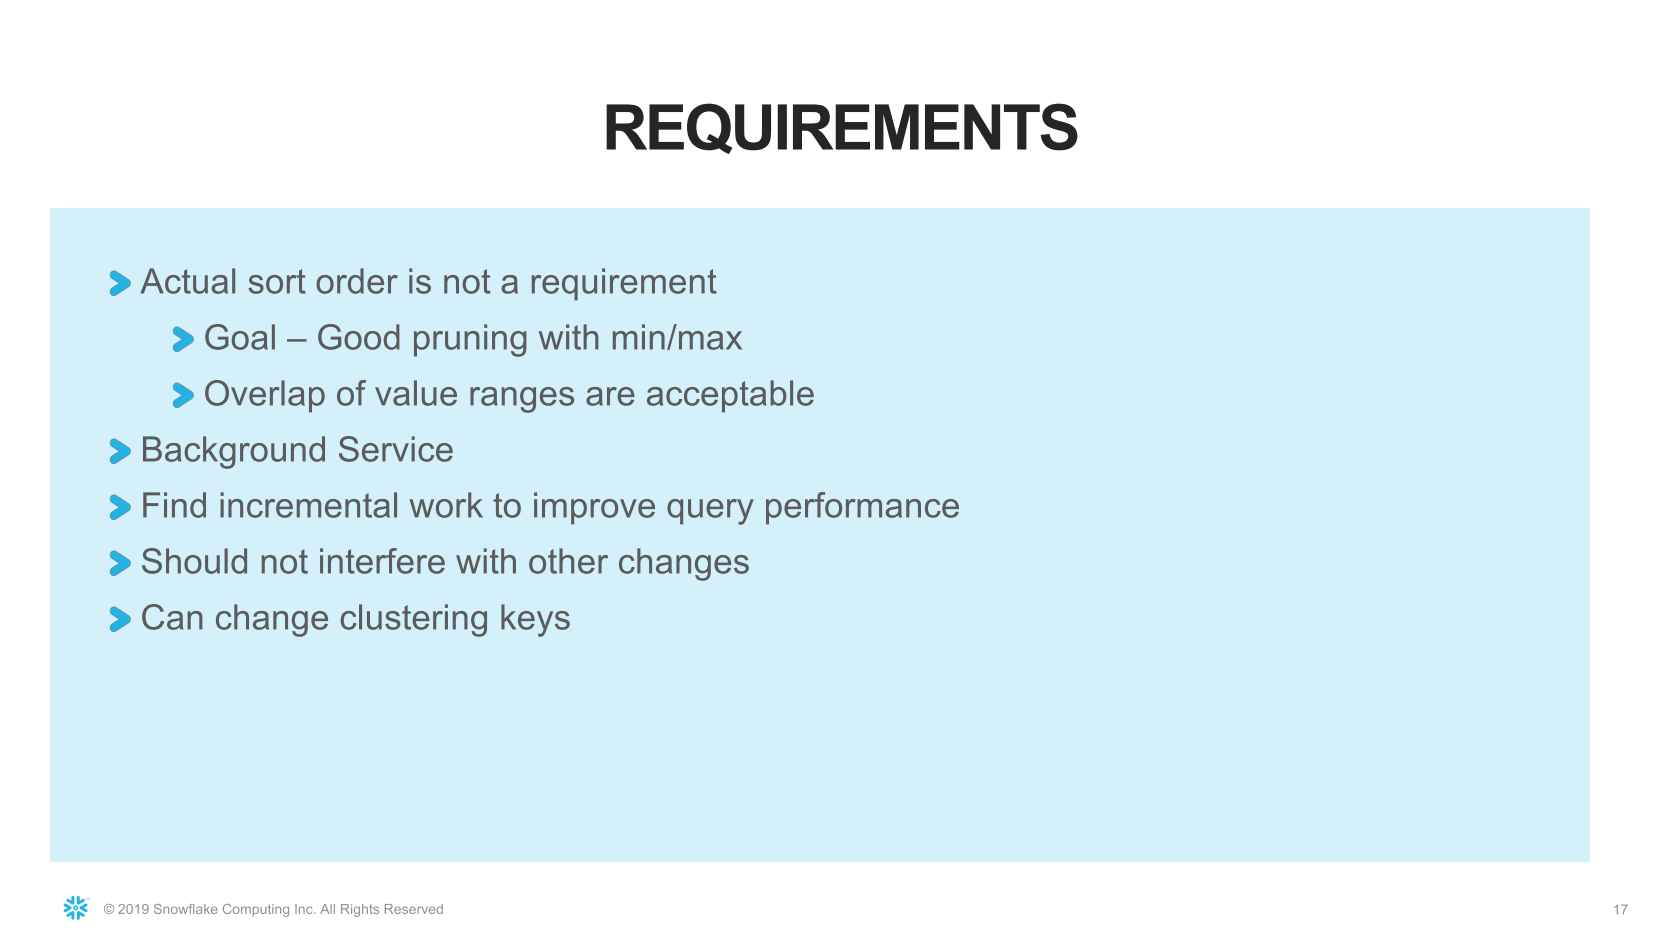 REQUIREMENTS
Actual sort order is not a requirement
Goal – Good pruning with min/max
Overlap of value ranges are acceptable
Background Service
Find incremental work to improve query performance
Should not interfere with other changes
Can change clustering keys
© 2019 Snowflake Computing Inc. All Rights Reserved
17